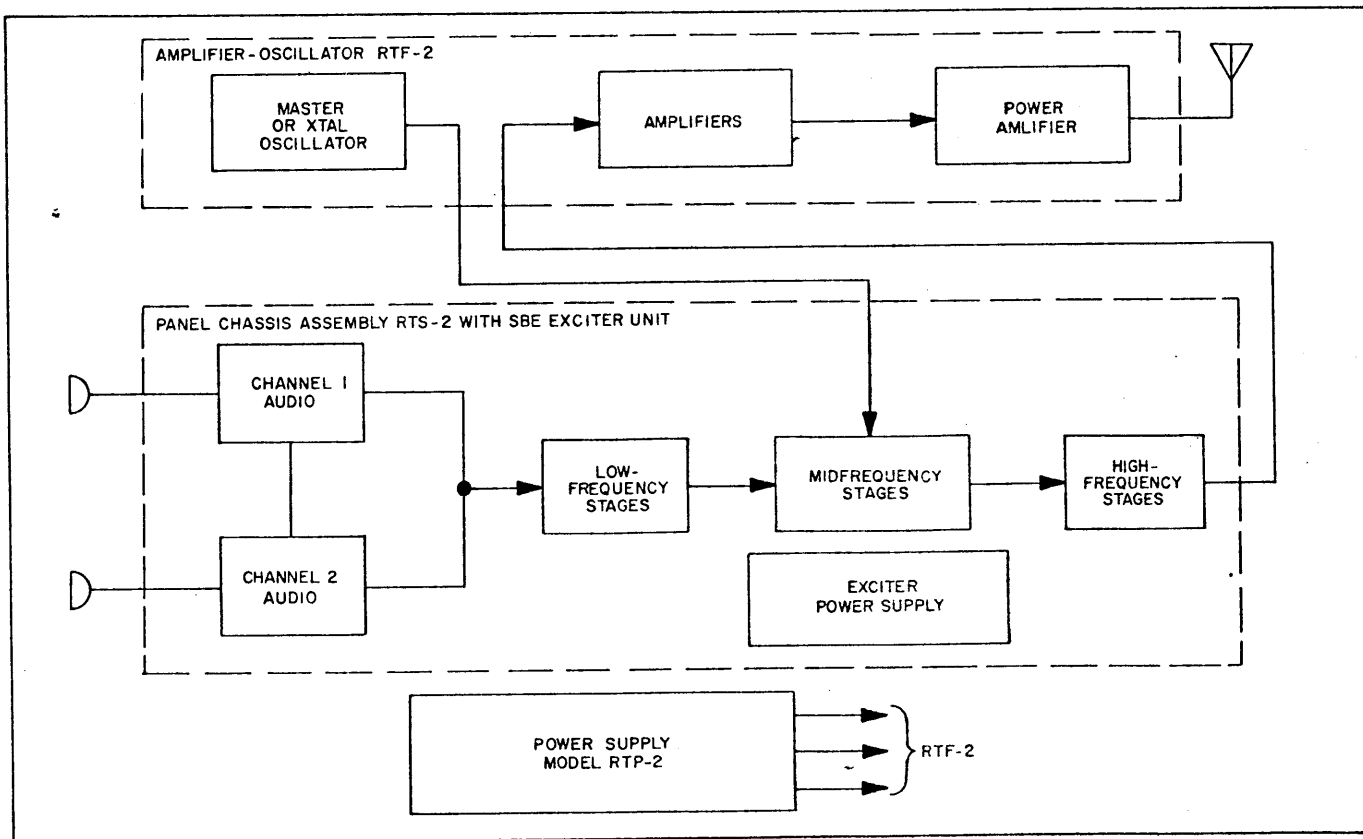 AMPLIFIER-OSCILLATOR RTF-2
MASTER
OR XTAL
OSCILLATOR
AMPLIFIERS
POWER
AMLIFIER
PANEL CHASSIS ASSEMBLY RTS-2 WITH SBE EXCITER UNIT
CHANNEL 1
AUDIO
LOW-
FREQUENCY
STAGES
MIDFREQUENCY
STAGES
HIGH-
FREQUENCY
STAGES
CHANNEL 2
AUDIO
EXCITER
POWER SUPPLY
POWER SUPPLY
MODEL RTP-2
RTF-2